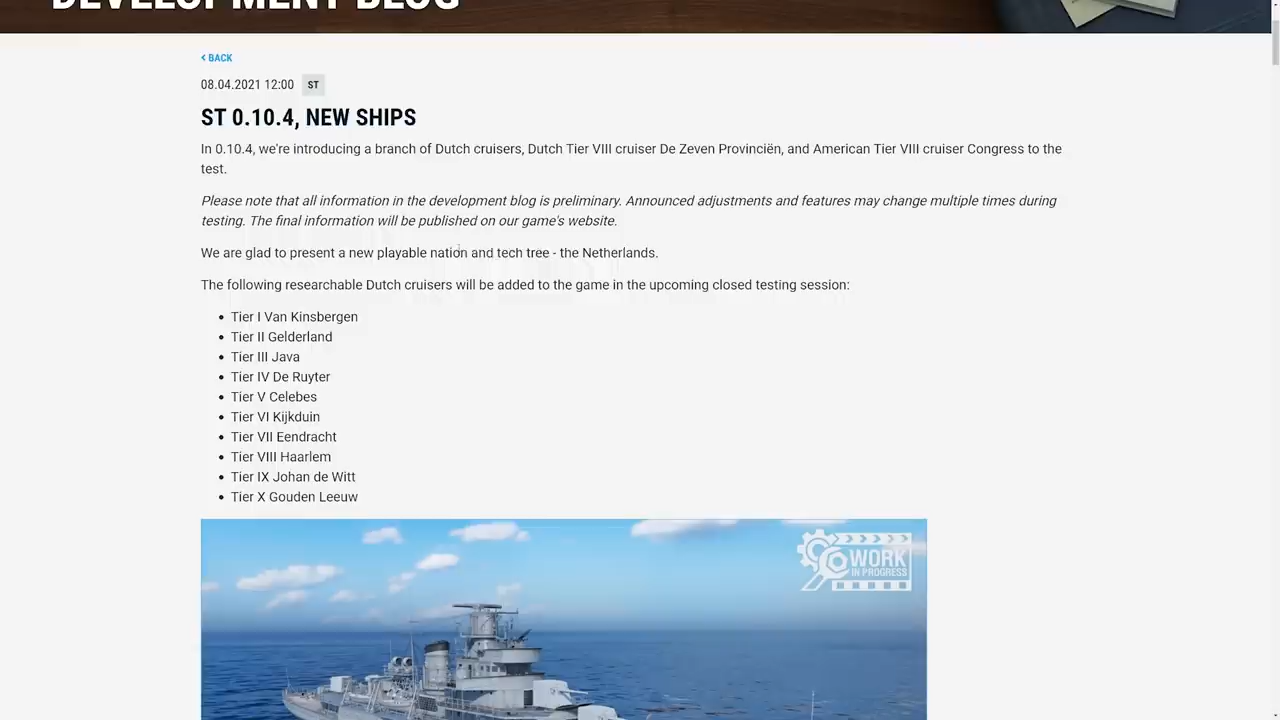 DEVELOPMENT BLOG
< BACK
08.04.2021 12:00 ST
ST 0.10.4, NEW SHIPS
In 0.10.4, we're introducing a branch of Dutch cruisers, Dutch Tier VIII cruiser De Zeven Provinciën, and American Tier VIII cruiser Congress to the
test.
Please note that all information in the development blog is preliminary. Announced adjustments and features may change multiple times during
testing. The final information will be published on our game's website.
We are glad to present a new playable nation and tech tree - the Netherlands.
The following researchable Dutch cruisers will be added to the game in the upcoming closed testing session:
• Tier I Van Kinsbergen
• Tier II Gelderland
• Tier III Java
• Tier IV De Ruyter
• Tier V Celebes
• Tier VI Kijkduin
• Tier VII Eendracht
• Tier VIII Haarlem
• Tier IX Johan de Witt
• Tier X Gouden Leeuw
WORK
IN PROGRESS